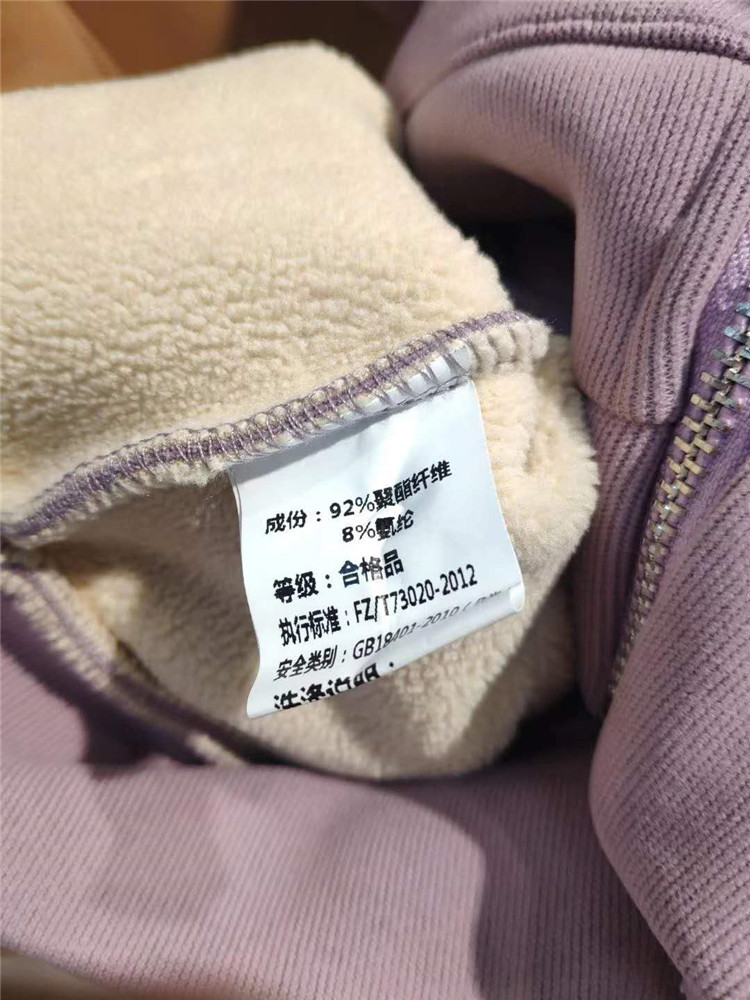 成份：92%聚酯纤维
8%氨纶
等级：合格品
执行标准：FZ/T73020-2012
安全类别：GB18401-2010
洗涤说明：